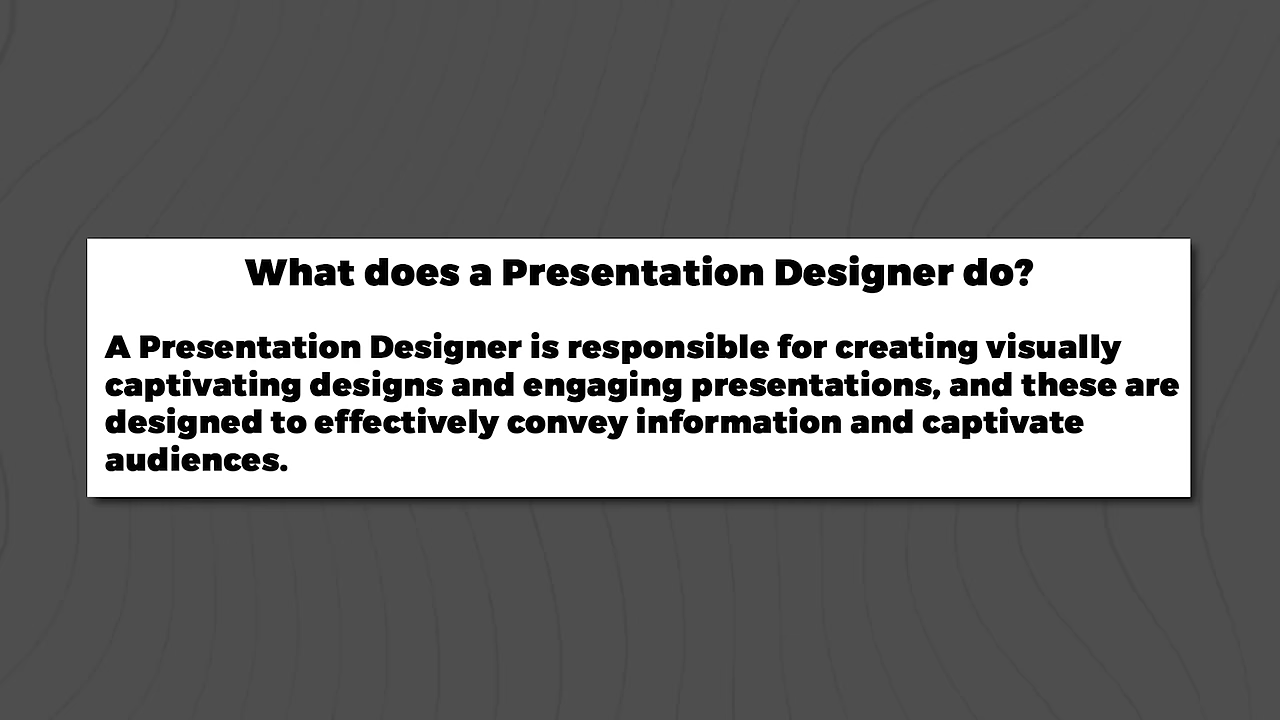 What does a Presentation Designer do?
A Presentation Designer is responsible for creating visually
captivating designs and engaging presentations, and these are
designed to effectively convey information and captivate
audiences.